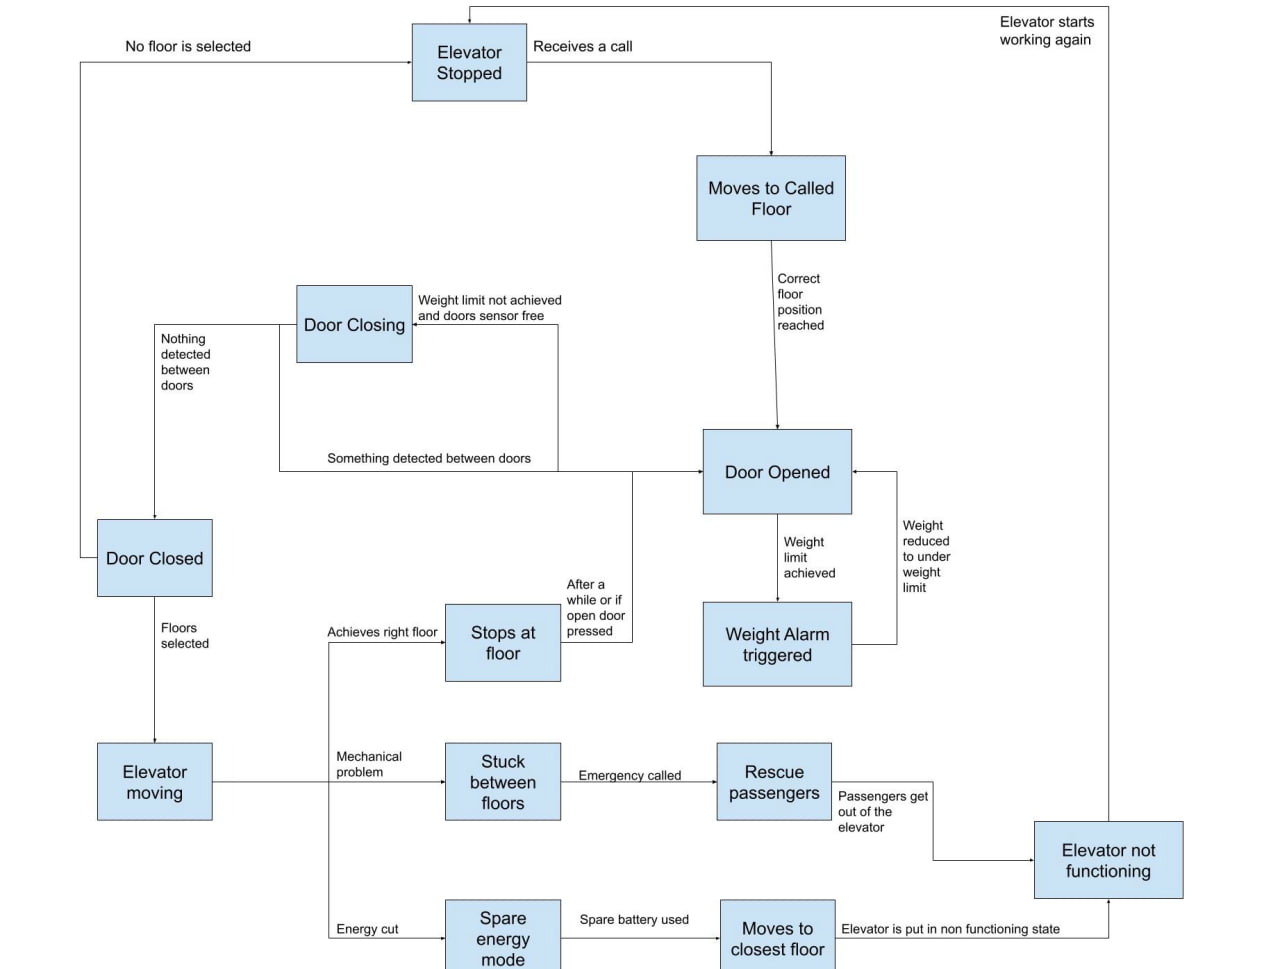 Elevator starts
working again
No floor is selected
Elevator
Stopped
Receives a call
Moves to Called
Floor
Correct
floor
position
reached
Door Closing
Weight limit not achieved
and doors sensor free
Nothing
detected
between
doors
Something detected between doors
Door Opened
Door Closed
Weight
limit
achieved
Weight
reduced
to under
weight
limit
After a
while or if
open door
pressed
Floors
selected
Achieves right floor
Stops at
floor
Weight Alarm
triggered
Elevator
moving
Mechanical
problem
Stuck
between
floors
Emergency called
Rescue
passengers
Passengers get
out of the
elevator
Elevator not
functioning
Energy cut
Spare
energy
mode
Spare battery used
Moves to
closest floor
Elevator is put in non functioning state